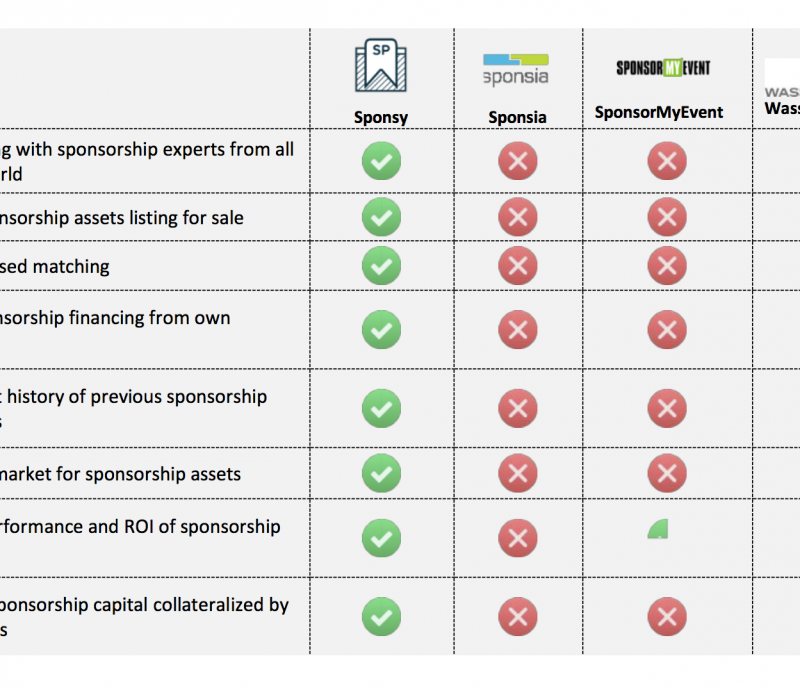 SP
sponsia
SPONSORMYEVENT
WAS
Sponsy
Sponsia
SponsorMyEvent
Wass
g with sponsorship experts from all
rld
nsorship assets listing for sale
sed matching
nsorship financing from own
t history of previous sponsorship
s
market for sponsorship assets
rformance and ROI of sponsorship
ponsorship capital collateralized by
s